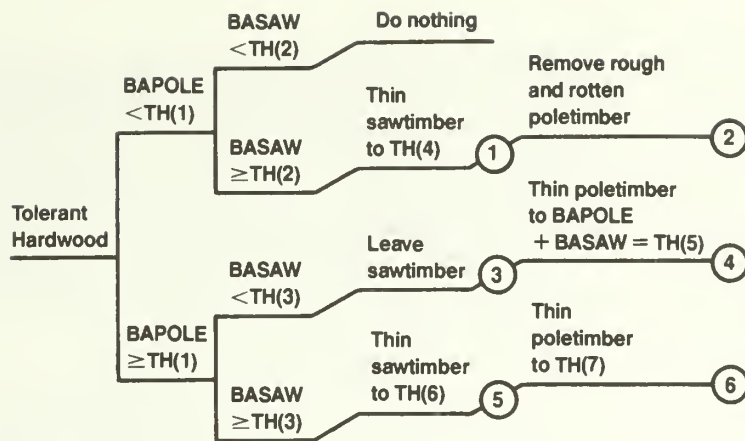 Tolerant
Hardwood
BAPOLE
<TH(1)
BASAW
<TH(2)
Do nothing
BASAW
≥TH(2)
Thin
sawtimber
to TH(4)
1
Remove rough
and rotten
poletimber
2
BAPOLE
≥TH(1)
BASAW
<TH(3)
Leave
sawtimber
3
Thin poletimber
to BAPOLE
+ BASAW = TH(5)
4
BASAW
≥TH(3)
Thin
sawtimber
to TH(6)
5
Thin
poletimber
to TH(7)
6